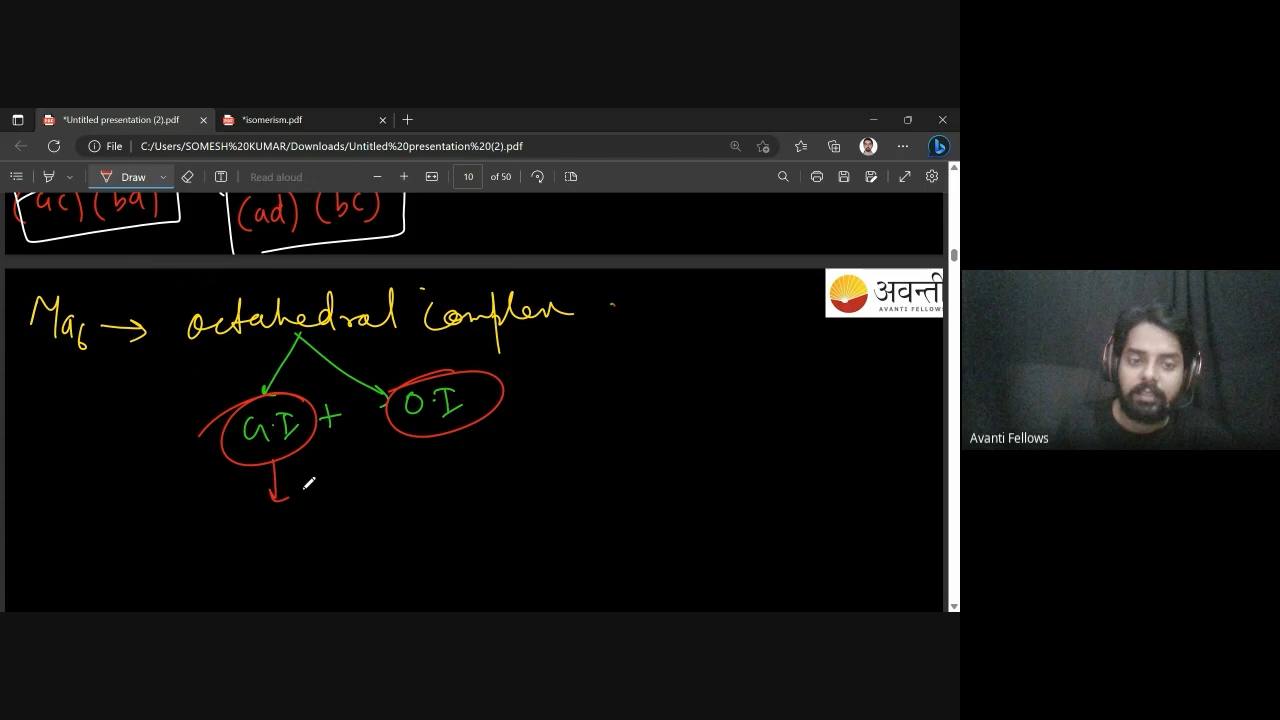 *Untitled presentation (2).pdf
*isomerism.pdf
File C:/Users/SOMESH%20KUMAR/Downloads/Untitled%20presentation%20(2).pdf
Draw Read aloud 10 of 50
(ac) (bd) (ad) (bc)
Ma6 → octahedral complex
अवन्ती
AVANTI FELLOWS
G.I + O.I
Avanti Fellows